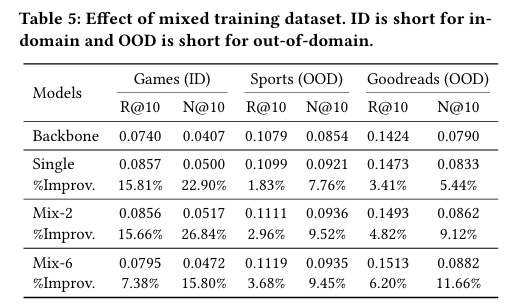 Table 5: Effect of mixed training dataset. ID is short for in-
domain and OOD is short for out-of-domain.
Models Games (ID) Sports (OOD) Goodreads (OOD)
R@10 N@10 R@10 N@10 R@10 N@10
Backbone 0.0740 0.0407 0.1079 0.0854 0.1424 0.0790
Single 0.0857 0.0500 0.1099 0.0921 0.1473 0.0833
%Improv. 15.81% 22.90% 1.83% 7.76% 3.41% 5.44%
Mix-2 0.0856 0.0517 0.1111 0.0936 0.1493 0.0862
%Improv. 15.66% 26.84% 2.96% 9.52% 4.82% 9.12%
Mix-6 0.0795 0.0472 0.1119 0.0935 0.1513 0.0882
%Improv. 7.38% 15.80% 3.68% 9.45% 6.20% 11.66%